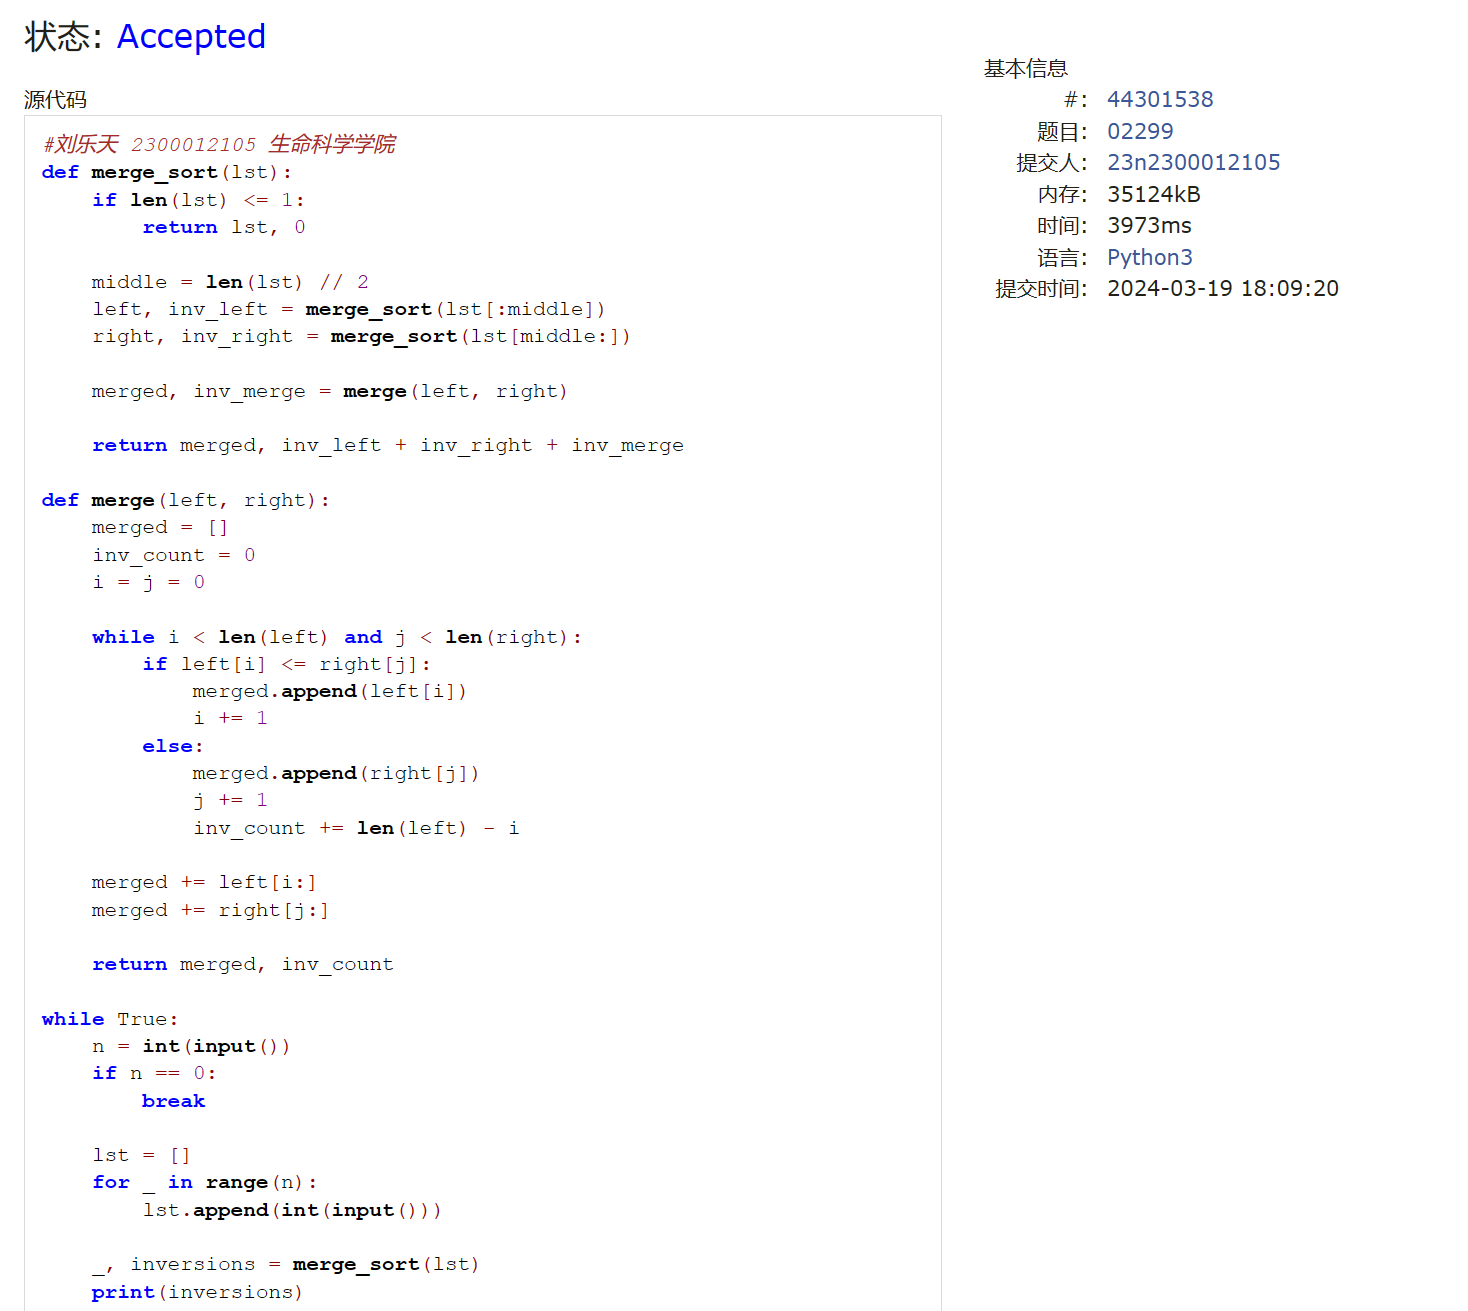 状态: Accepted
源代码
#刘乐天 2300012105 生命科学学院
def merge_sort(lst):
    if len(lst) <= 1:
        return lst, 0

    middle = len(lst) // 2
    left, inv_left = merge_sort(lst[:middle])
    right, inv_right = merge_sort(lst[middle:])

    merged, inv_merge = merge(left, right)

    return merged, inv_left + inv_right + inv_merge

def merge(left, right):
    merged = []
    inv_count = 0
    i = j = 0

    while i < len(left) and j < len(right):
        if left[i] <= right[j]:
            merged.append(left[i])
            i += 1
        else:
            merged.append(right[j])
            j += 1
            inv_count += len(left) - i

    merged += left[i:]
    merged += right[j:]

    return merged, inv_count

while True:
    n = int(input())
    if n == 0:
        break

    lst = []
    for _ in range(n):
        lst.append(int(input()))

    _, inversions = merge_sort(lst)
    print(inversions)
基本信息
#: 44301538
题目: 02299
提交人: 23n2300012105
内存: 35124kB
时间: 3973ms
语言: Python3
提交时间: 2024-03-19 18:09:20